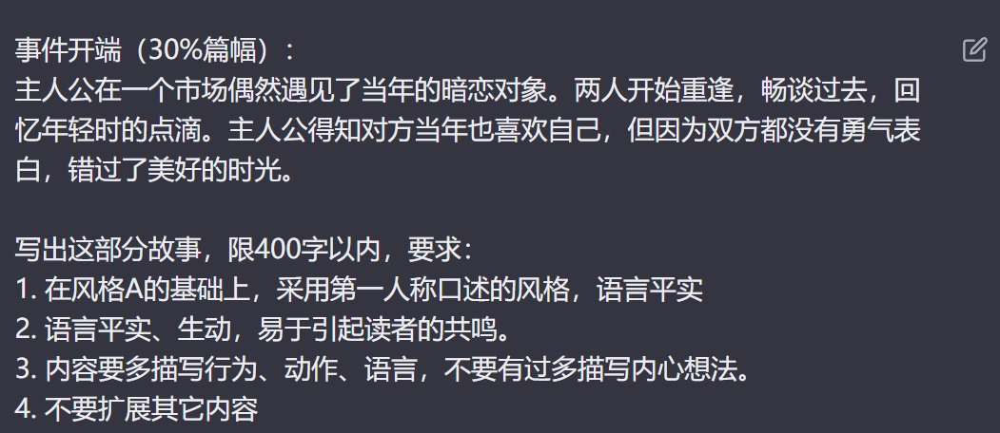 事件开端（30%篇幅）：
主人公在一个市场偶然遇见了当年的暗恋对象。两人开始重逢，畅谈过去，回
忆年轻时的点滴。主人公得知对方当年也喜欢自己，但因为双方都没有勇气表
白，错过了美好的时光。
写出这部分故事，限400字以内，要求：
1. 在风格A的基础上，采用第一人称口述的风格，语言平实
2. 语言平实、生动，易于引起读者的共鸣。
3. 内容要多描写行为、动作、语言，不要有过多描写内心想法。
4. 不要扩展其它内容